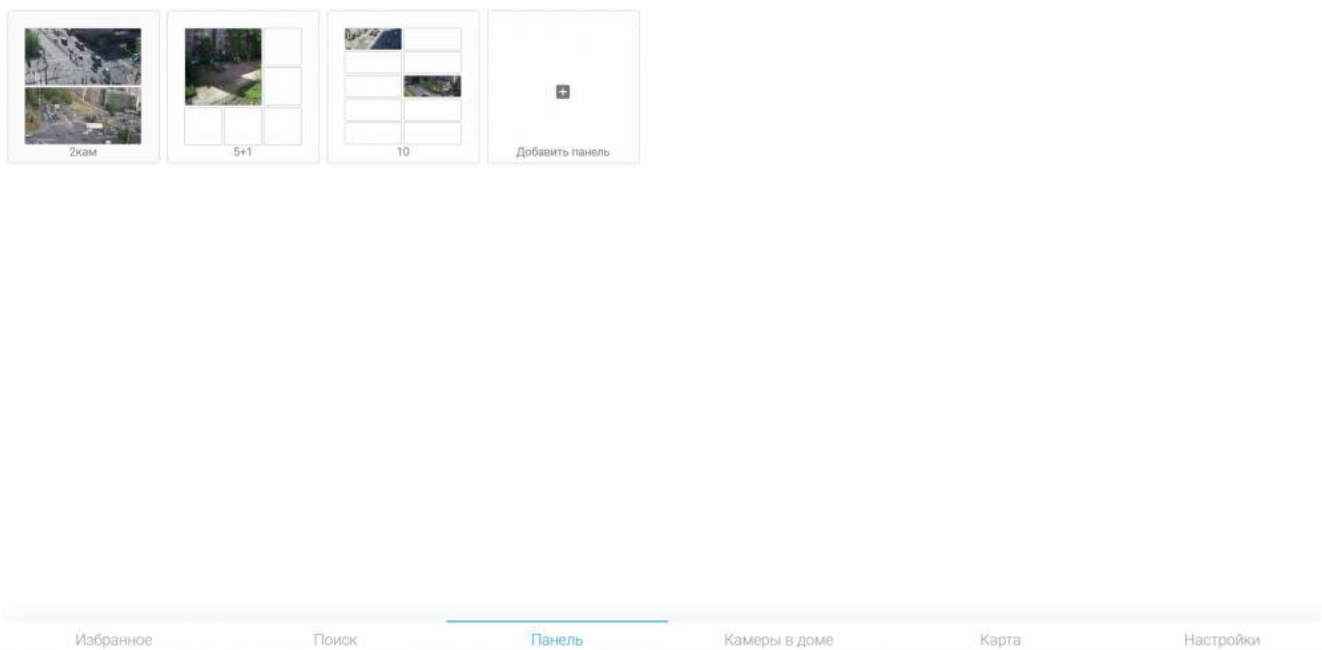 2кам
5+1
10
Добавить панель
Избранное
Поиск
Панель
Камеры в доме
Карта
Настройки